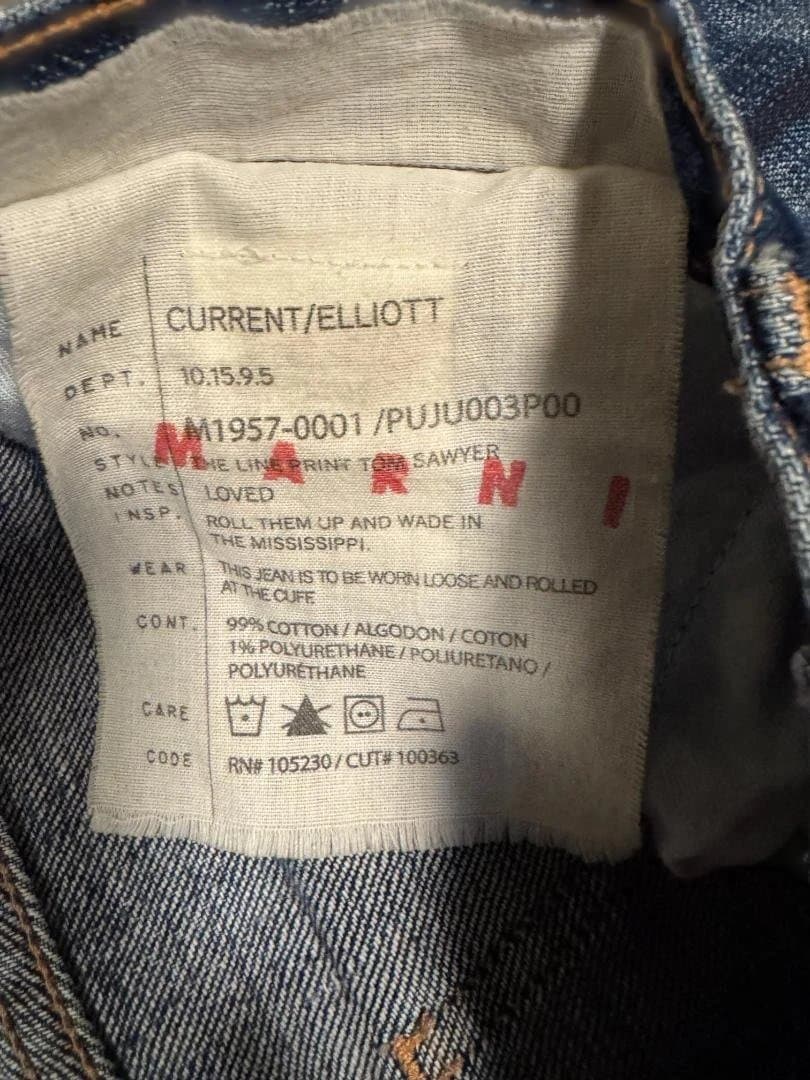 NAME CURRENT/ELLIOTT
DEPT. 10.15.9.5
NO. M1957-0001 /PUJU003P00
MARNI
STYLE THE LINE PRINT TOM SAWYER
NOTES LOVED
INSP. ROLL THEM UP AND WADE IN
THE MISSISSIPPI.
WEAR THIS JEAN IS TO BE WORN LOOSE AND ROLLED
AT THE CUFF.
CONT. 99% COTTON / ALGODON / COTON
1% POLYURETHANE / POLIURETANO /
POLYURÉTHANE
CARE
CODE RN# 105230 / CUT# 100363